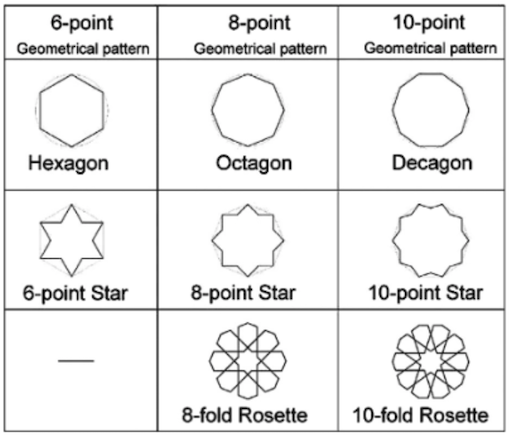 6-point 8-point 10-point
Geometrical pattern Geometrical pattern Geometrical pattern
Hexagon Octagon Decagon
6-point Star 8-point Star 10-point Star
8-fold Rosette 10-fold Rosette